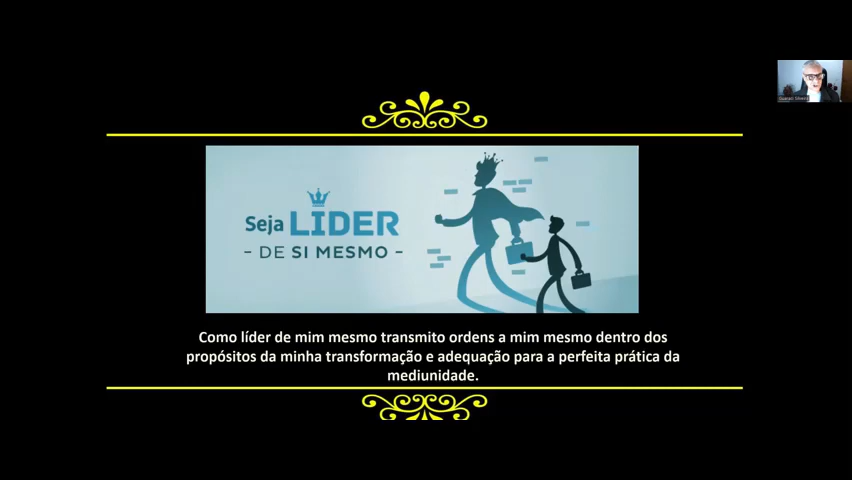 Seja LÍDER
- DE SI MESMO -
Como líder de mim mesmo transmito ordens a mim mesmo dentro dos
propósitos da minha transformação e adequação para a perfeita prática da
mediunidade.